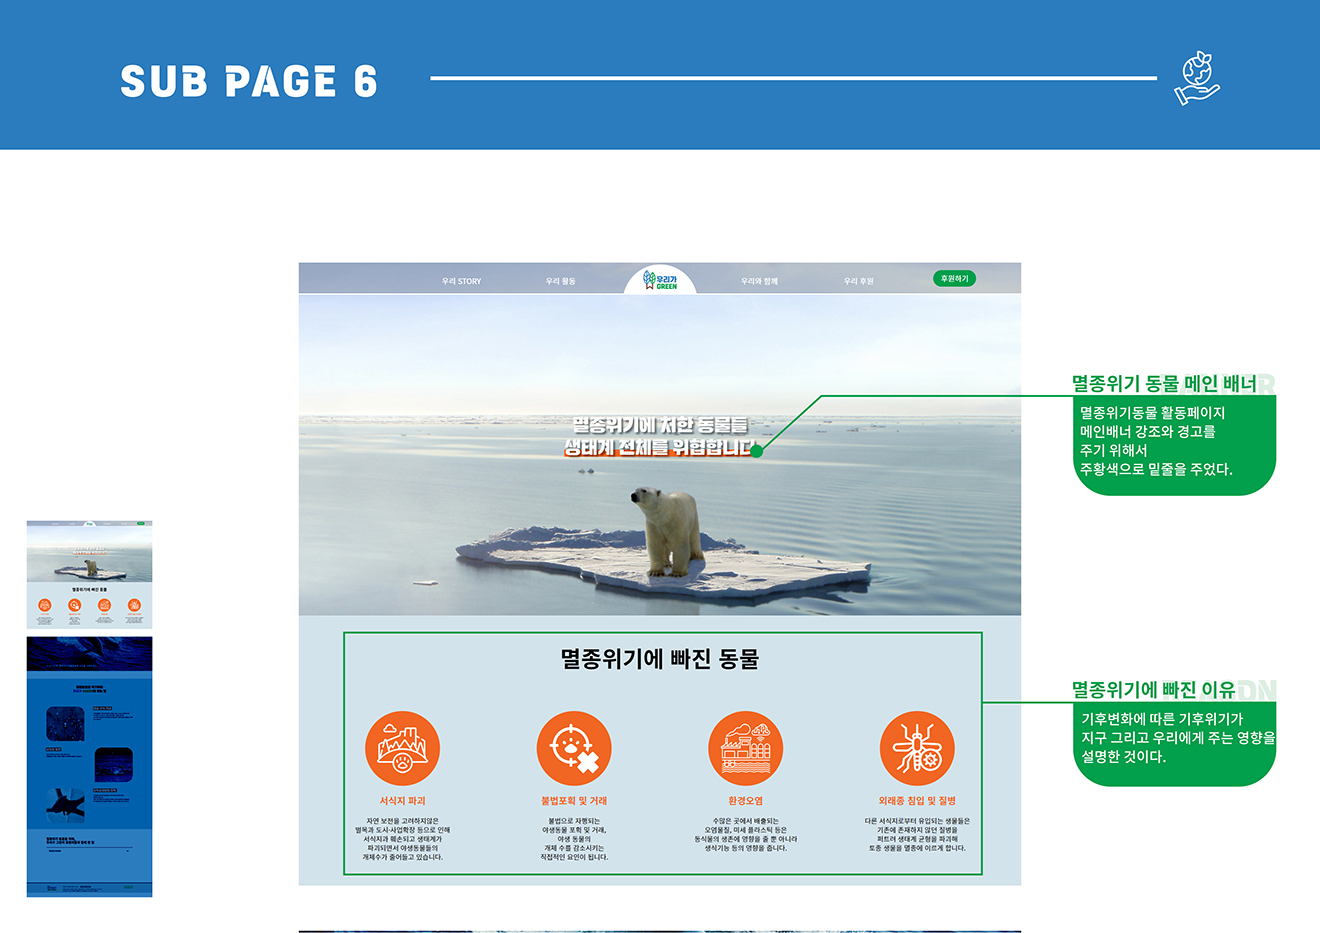 SUB PAGE 6
우리 STORY
우리 활동
우리가
GREEN
우리와 함께
우리 후원
후원하기
멸종위기에 처한 동물들
생태계 전체를 위협합니다
멸종위기 동물 메인 배너
멸종위기동물 활동페이지
메인배너 강조와 경고를
주기 위해서
주황색으로 밑줄을 주었다.
멸종위기에 빠진 동물
멸종위기에 빠진 이유
기후변화에 따른 기후위기가
지구 그리고 우리에게 주는 영향을
설명한 것이다.
서식지 파괴
자연 보전을 고려하지않은
벌목과 도시·사업확장 등으로 인해
서식지과 훼손되고 생태계가
파괴되면서 야생동물들의
개체수가 줄어들고 있습니다.
불법포획 및 거래
불법으로 자행되는
야생동물 포획 및 거래,
야생 동물의
개체 수를 감소시키는
직접적인 요인이 됩니다.
환경오염
수많은 곳에서 배출되는
오염물질, 미세 플라스틱 등은
동식물의 생존에 영향을 줄 뿐 아니라
생식기능 등의 영향을 줍니다.
외래종 침입 및 질병
다른 서식지로부터 유입되는 생물들은
기존에 존재하지 않던 질병을
퍼트려 생태계 균형을 파괴해
토종 생물을 멸종에 이르게 합니다.
멸종위기에 빠진 동물